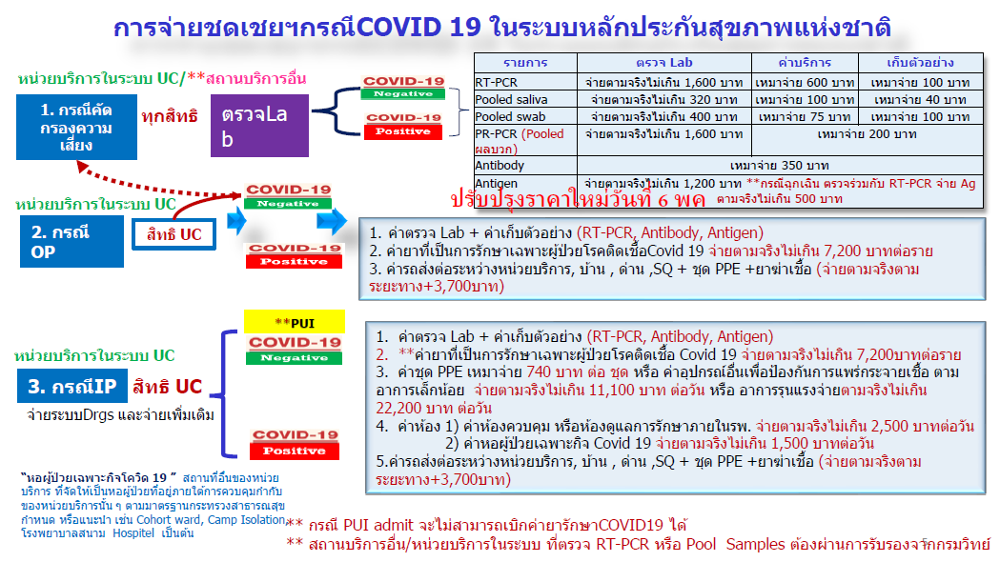 การจ่ายชดเชยฯกรณีCOVID 19 ในระบบหลักประกันสุขภาพแห่งชาติ
หน่วยบริการในระบบ UC/**สถานบริการอื่น
1. กรณีคัด
กรองความ
เสี่ยง
ทุกสิทธิ
ตรวจLa
b
COVID-19
Negative
COVID-19
Positive
รายการ ตรวจ Lab ค่าบริการ เก็บตัวอย่าง
RT-PCR จ่ายตามจริงไม่เกิน 1,600 บาท เหมาจ่าย 600 บาท เหมาจ่าย 100 บาท
Pooled saliva จ่ายตามจริงไม่เกิน 320 บาท เหมาจ่าย 100 บาท เหมาจ่าย 40 บาท
Pooled swab จ่ายตามจริงไม่เกิน 400 บาท เหมาจ่าย 75 บาท เหมาจ่าย 100 บาท
PR-PCR (Pooled จ่ายตามจริงไม่เกิน 1,600 บาท เหมาจ่าย 200 บาท
ผลบวก)
Antibody เหมาจ่าย 350 บาท
Antigen จ่ายตามจริงไม่เกิน 1,200 บาท **กรณีฉุกเฉิน ตรวจร่วมกับ RT-PCR จ่าย Ag
ตามจริงไม่เกิน 500 บาท
ปรับปรุงราคาใหม่วันที่ 6 พค
หน่วยบริการในระบบ UC
2. กรณี
OP
สิทธิ UC
COVID-19
Negative
COVID-19
Positive
1. ค่าตรวจ Lab + ค่าเก็บตัวอย่าง (RT-PCR, Antibody, Antigen)
2. ค่ายาที่เป็นการรักษาเฉพาะผู้ป่วยโรคติดเชื้อCovid 19 จ่ายตามจริงไม่เกิน 7,200 บาทต่อราย
3. ค่ารถส่งต่อระหว่างหน่วยบริการ, บ้าน , ด่าน ,SQ + ชุด PPE +ยาฆ่าเชื้อ (จ่ายตามจริงตาม
ระยะทาง+3,700บาท)
หน่วยบริการในระบบ UC
3. กรณีIP
สิทธิ UC
จ่ายระบบDrgs และจ่ายเพิ่มเติม
**PUI
COVID-19
Negative
COVID-19
Positive
1. ค่าตรวจ Lab + ค่าเก็บตัวอย่าง (RT-PCR, Antibody, Antigen)
2. **ค่ายาที่เป็นการรักษาเฉพาะผู้ป่วยโรคติดเชื้อ Covid 19 จ่ายตามจริงไม่เกิน 7,200บาทต่อราย
3. ค่าชุด PPE เหมาจ่าย 740 บาท ต่อ ชุด หรือ ค่าอุปกรณ์อื่นเพื่อป้องกันการแพร่กระจายเชื้อ ตาม
อาการเล็กน้อย จ่ายตามจริงไม่เกิน 11,100 บาท ต่อวัน หรือ อาการรุนแรงจ่ายตามจริงไม่เกิน
22,200 บาท ต่อวัน
4. ค่าห้อง 1) ค่าห้องควบคุม หรือห้องดูแลการรักษาภายในรพ. จ่ายตามจริงไม่เกิน 2,500 บาทต่อวัน
2) ค่าหอผู้ป่วยเฉพาะกิจ Covid 19 จ่ายตามจริงไม่เกิน 1,500 บาทต่อวัน
5.ค่ารถส่งต่อระหว่างหน่วยบริการ, บ้าน , ด่าน ,SQ + ชุด PPE +ยาฆ่าเชื้อ (จ่ายตามจริงตาม
ระยะทาง+3,700บาท)
"หอผู้ป่วยเฉพาะกิจโควิด 19 " สถานที่อื่นของหน่วย
บริการ ที่จัดให้เป็นหอผู้ป่วยที่อยู่ภายใต้การควบคุมกำกับ
ของหน่วยบริการนั้น ๆ ตามมาตรฐานกระทรวงสาธารณสุข
กำหนด หรือแนะนำ เช่น Cohort ward, Camp Isolation,
โรงพยาบาลสนาม Hospitel เป็นต้น
** กรณี PUI admit จะไม่สามารถเบิกค่ายารักษาCOVID19 ได้
** สถานบริการอื่น/หน่วยบริการในระบบ ที่ตรวจ RT-PCR หรือ Pool Samples ต้องผ่านการรับรองจากกรมวิทย์